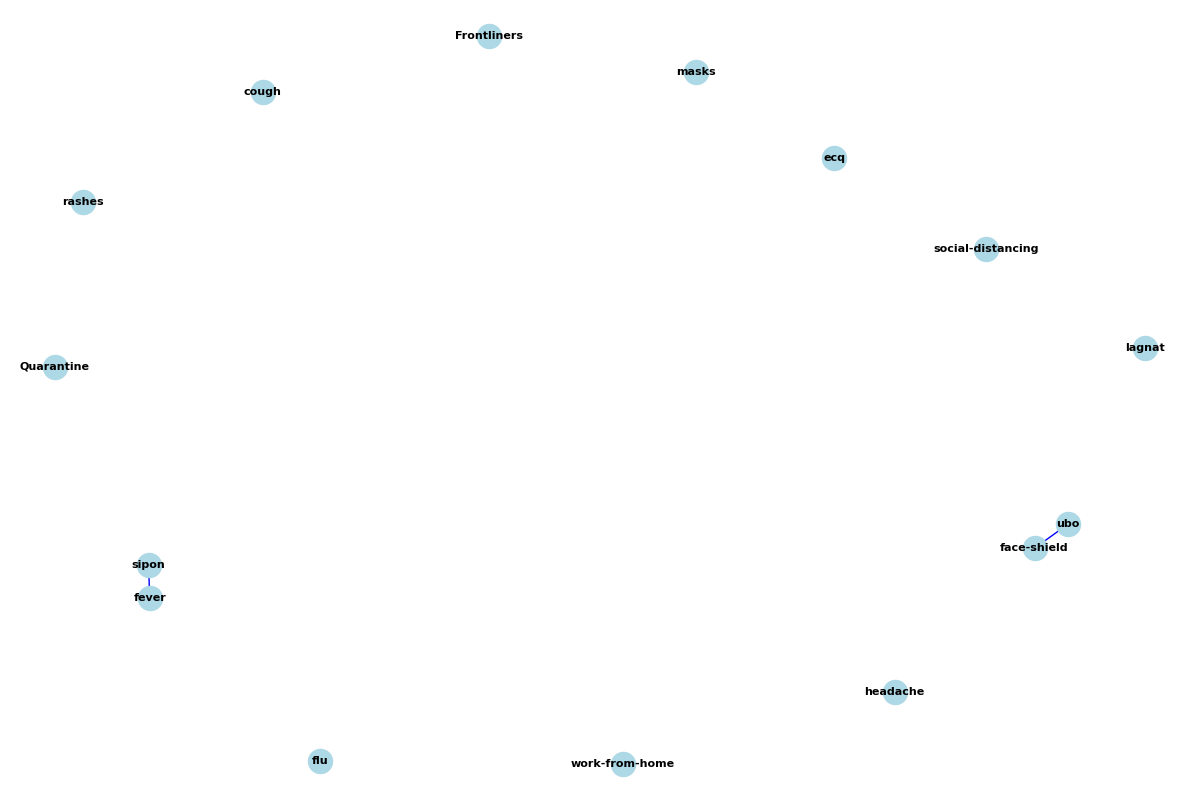 Frontliners
masks
cough
ecq
rashes
social-distancing
lagnat
Quarantine
ubo
face-shield
sipon
fever
headache
flu
work-from-home